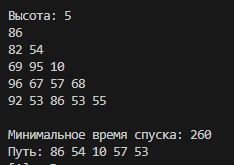 Высота: 5
86
82 54
69 95 10
96 67 57 68
92 53 86 53 55
Минимальное время спуска: 260
Путь: 86 54 10 57 53